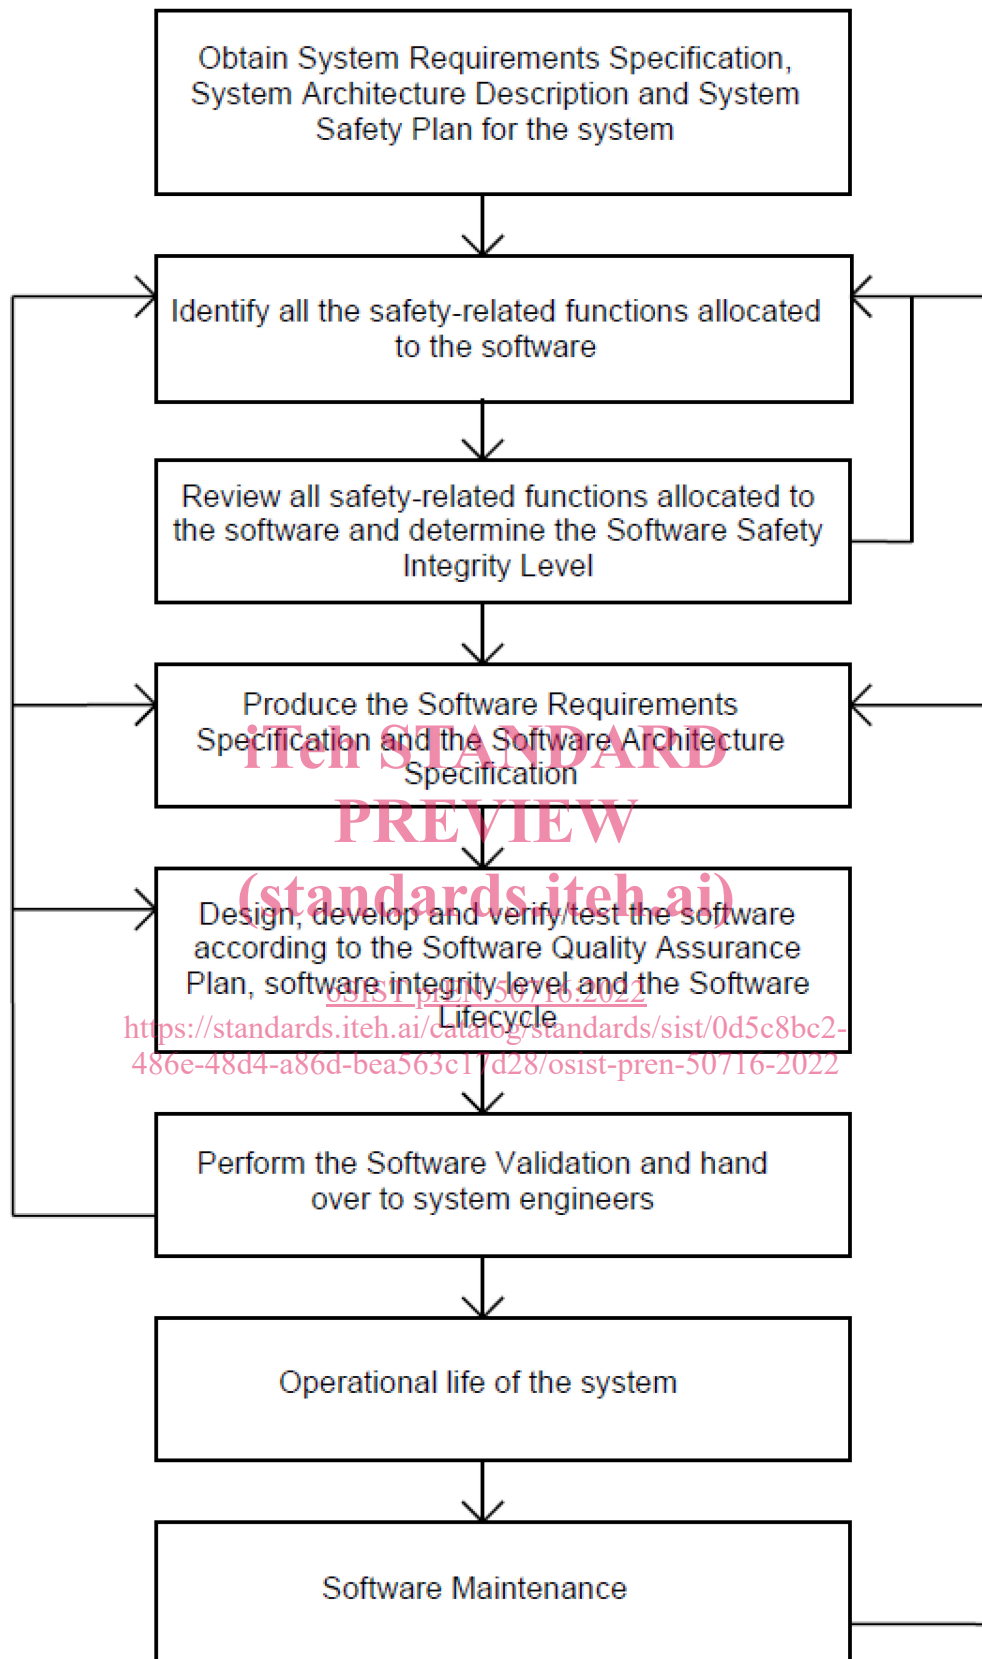 Obtain System Requirements Specification,
System Architecture Description and System
Safety Plan for the system
Identify all the safety-related functions allocated
to the software
Review all safety-related functions allocated to
the software and determine the Software Safety
Integrity Level
Produce the Software Requirements
Specification and the Software Architecture
Specification
iTeh STANDARD
PREVIEW
(standards.iteh.ai)
Design, develop and verify/test the software
according to the Software Quality Assurance
Plan, software integrity level and the Software
Lifecycle
oSIST prEN 50716:2022
https://standards.iteh.ai/catalog/standards/sist/0d5c8bc2-
486e-48d4-a86d-bea563c17d28/osist-pren-50716-2022
Perform the Software Validation and hand
over to system engineers
Operational life of the system
Software Maintenance